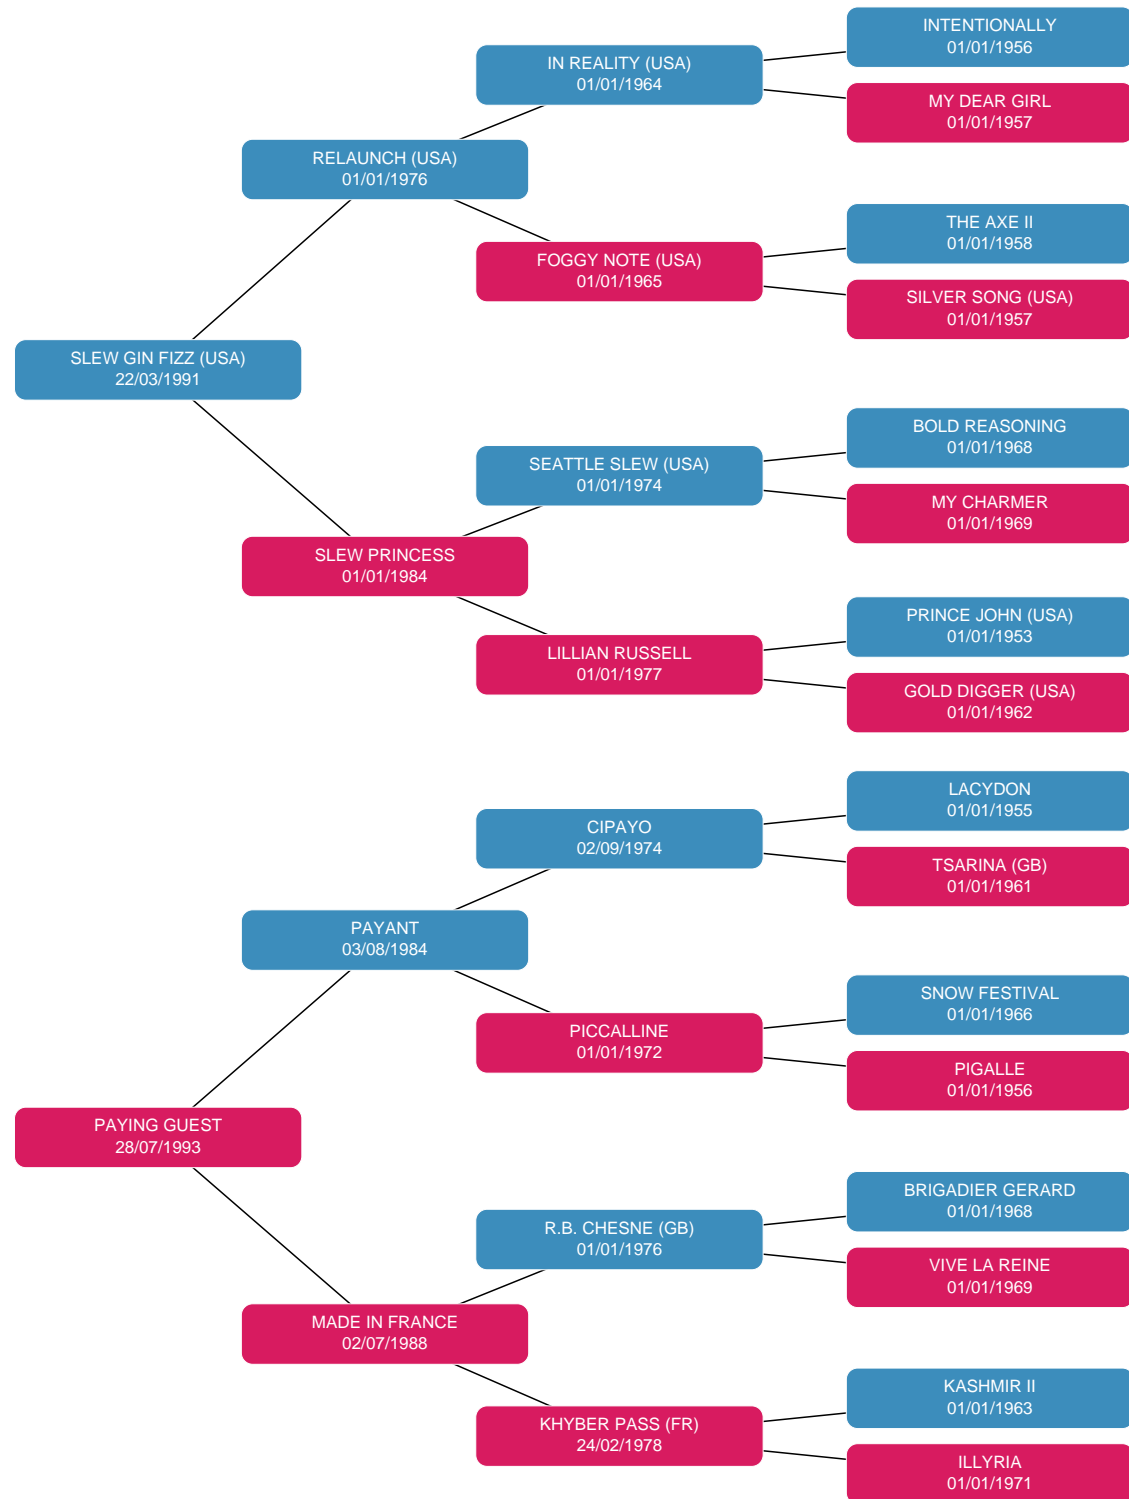 INTENTIONALLY
01/01/1956
IN REALITY (USA)
01/01/1964
MY DEAR GIRL
01/01/1957
RELAUNCH (USA)
01/01/1976
THE AXE II
01/01/1958
FOGGY NOTE (USA)
01/01/1965
SILVER SONG (USA)
01/01/1957
SLEW GIN FIZZ (USA)
22/03/1991
BOLD REASONING
01/01/1968
SEATTLE SLEW (USA)
01/01/1974
MY CHARMER
01/01/1969
SLEW PRINCESS
01/01/1984
PRINCE JOHN (USA)
01/01/1953
LILLIAN RUSSELL
01/01/1977
GOLD DIGGER (USA)
01/01/1962
LACYDON
01/01/1955
CIPAYO
02/09/1974
TSARINA (GB)
01/01/1961
PAYANT
03/08/1984
SNOW FESTIVAL
01/01/1966
PICCALLINE
01/01/1972
PIGALLE
01/01/1956
PAYING GUEST
28/07/1993
BRIGADIER GERARD
01/01/1968
R.B. CHESNE (GB)
01/01/1976
VIVE LA REINE
01/01/1969
MADE IN FRANCE
02/07/1988
KASHMIR II
01/01/1963
KHYBER PASS (FR)
24/02/1978
ILLYRIA
01/01/1971